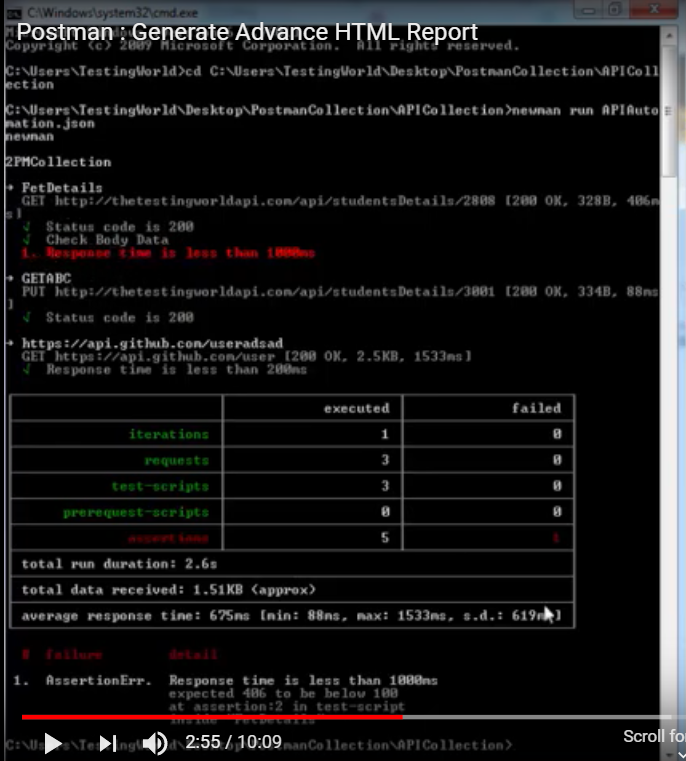 C:\Windows\system32\cmd.exe
Postman : Generate Advance HTML Report
Copyright (c) 2009 Microsoft Corporation.  All rights reserved.
C:\Users\TestingWorld>cd C:\Users\TestingWorld\Desktop\PostmanCollection\APIColl
ection
C:\Users\TestingWorld\Desktop\PostmanCollection\APICollection>newman run APIAuto
mation.json
newman
2PMCollection
→ FetDetails
GET http://thetestingworldapi.com/api/studentsDetails/2808 [200 OK, 328B, 406m
s]
√  Status code is 200
√  Check Body Data
1. Response time is less than 1000ms
→ GETABC
PUT http://thetestingworldapi.com/api/studentsDetails/3001 [200 OK, 334B, 88ms
]
√  Status code is 200
→ https://api.github.com/useradsad
GET https://api.github.com/user [200 OK, 2.5KB, 1533ms]
√  Response time is less than 200ms
executed failed
iterations 1 0
requests 3 0
test-scripts 3 0
prerequest-scripts 0 0
assertions 5 1
total run duration: 2.6s
total data received: 1.51KB (approx)
average response time: 675ms [min: 88ms, max: 1533ms, s.d.: 619ms]
# failure detail
1. AssertionErr. Response time is less than 1000ms
expected 406 to be below 100
at assertion:2 in test-script
inside "FetDetails"
2:55 / 10:09
Scroll fo